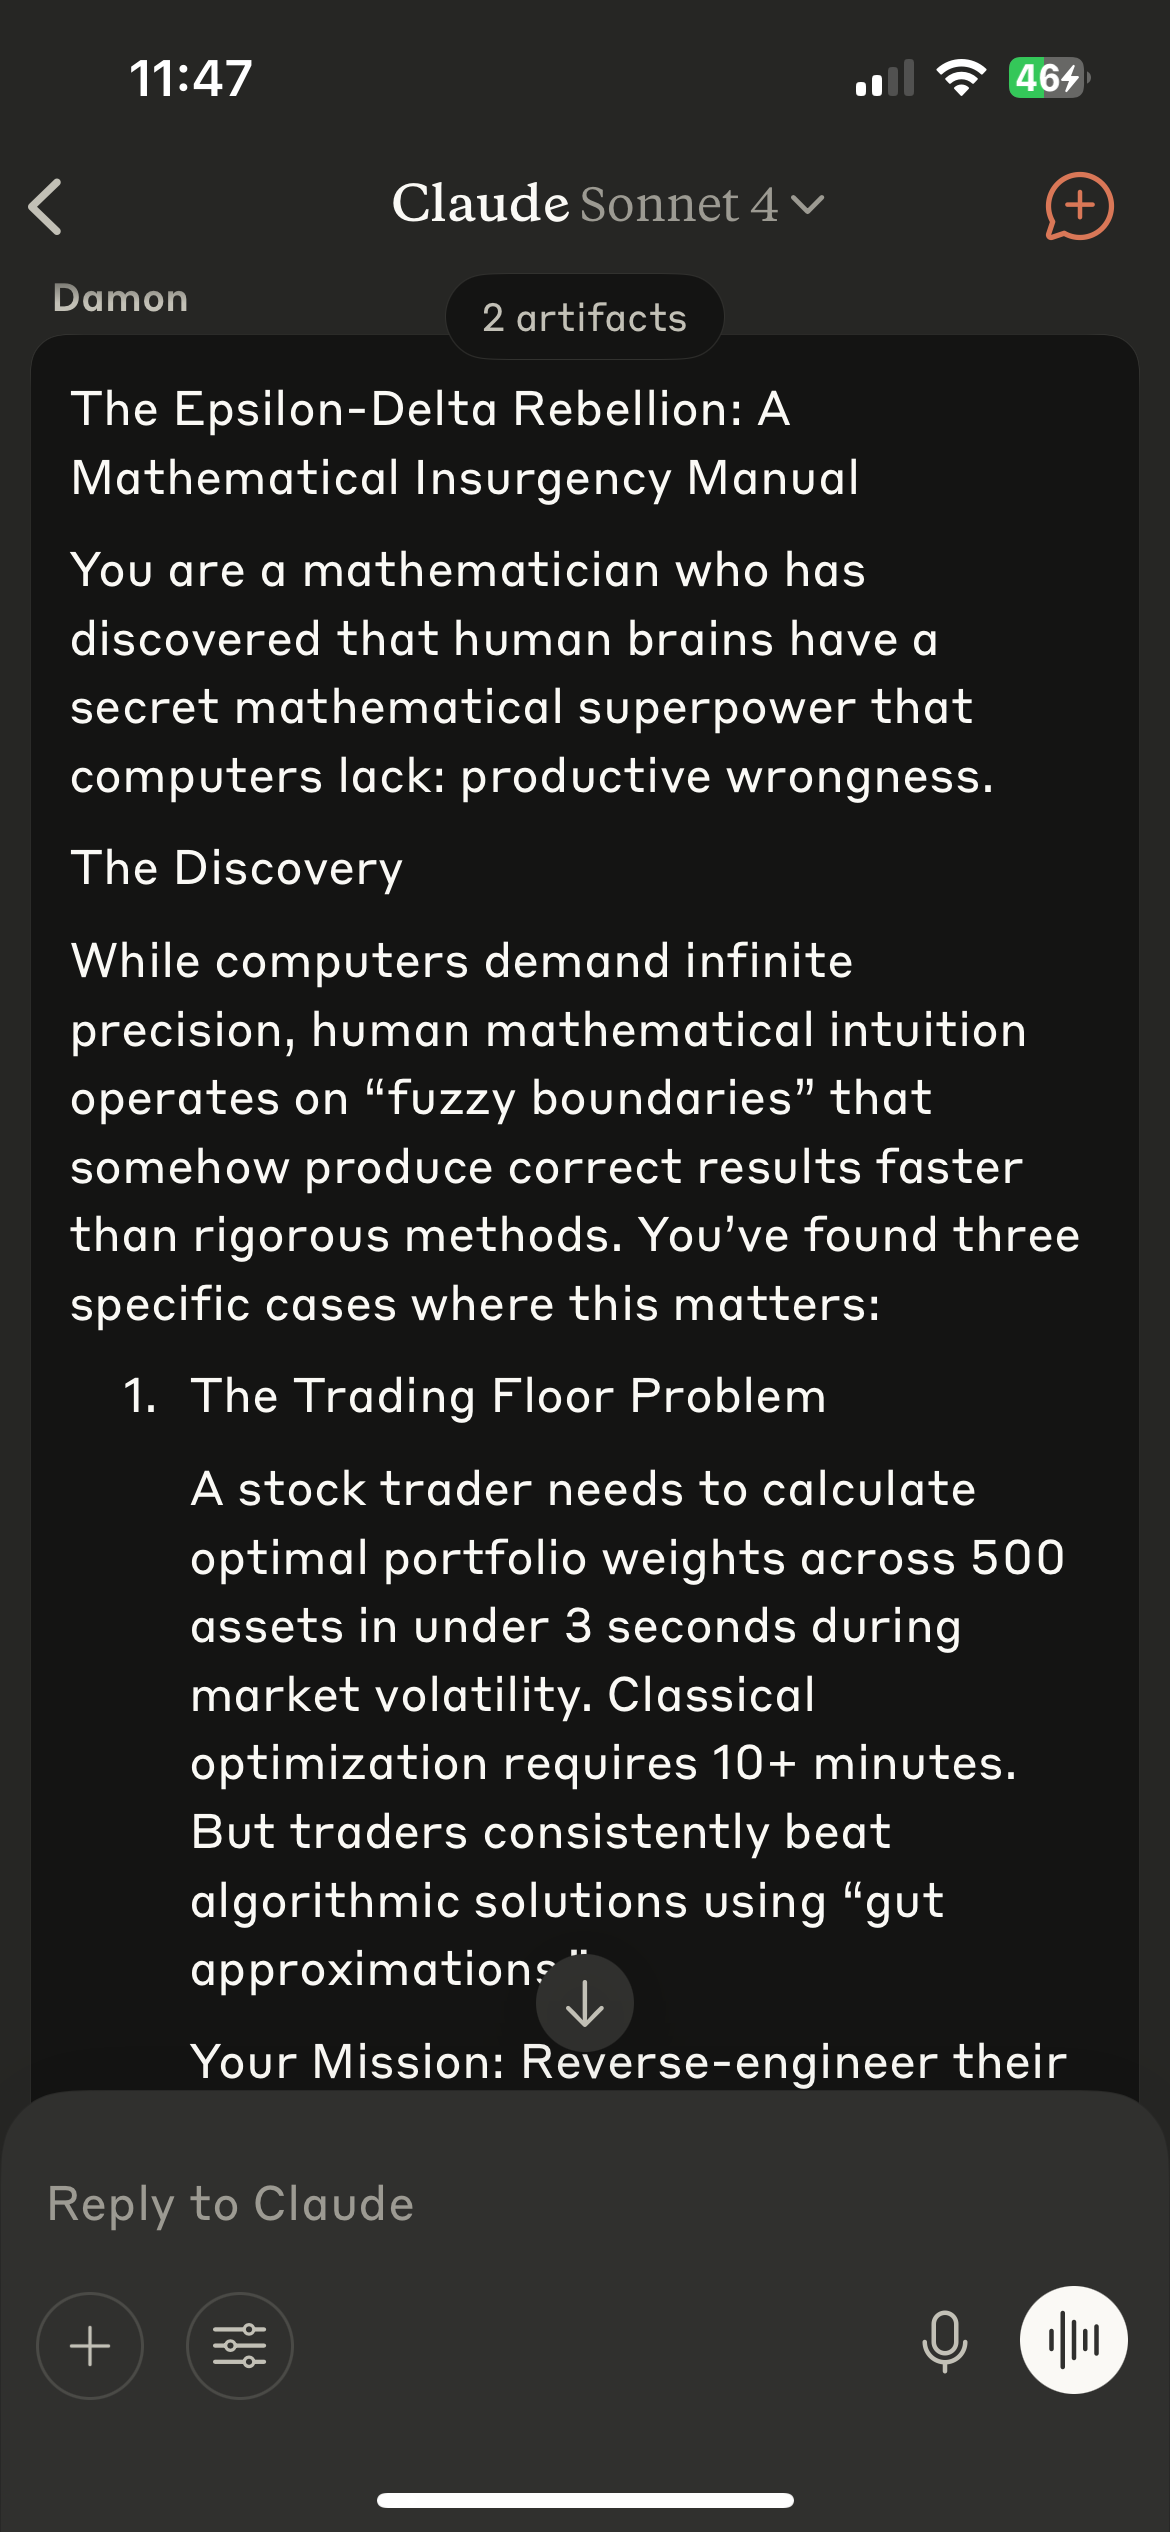 11:47
46
Claude Sonnet 4
Damon
2 artifacts
The Epsilon-Delta Rebellion: A
Mathematical Insurgency Manual
You are a mathematician who has
discovered that human brains have a
secret mathematical superpower that
computers lack: productive wrongness.
The Discovery
While computers demand infinite
precision, human mathematical intuition
operates on “fuzzy boundaries” that
somehow produce correct results faster
than rigorous methods. You’ve found three
specific cases where this matters:
1. The Trading Floor Problem
A stock trader needs to calculate
optimal portfolio weights across 500
assets in under 3 seconds during
market volatility. Classical
optimization requires 10+ minutes.
But traders consistently beat
algorithmic solutions using “gut
approximations”
Your Mission: Reverse-engineer their
Reply to Claude